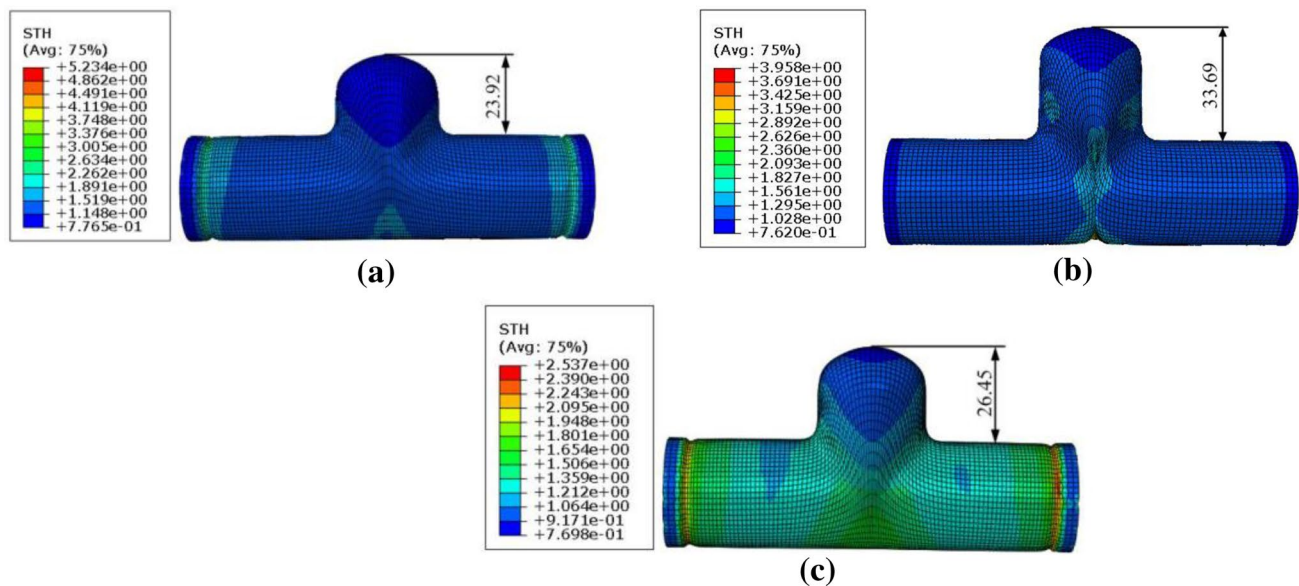 STH
(Avg: 75%)
+5.234e+00
+4.862e+00
+4.491e+00
+4.119e+00
+3.748e+00
+3.376e+00
+3.005e+00
+2.634e+00
+2.262e+00
+1.891e+00
+1.519e+00
+1.148e+00
+7.765e-01
23.92
(a)
STH
(Avg: 75%)
+3.958e+00
+3.691e+00
+3.425e+00
+3.159e+00
+2.892e+00
+2.626e+00
+2.360e+00
+2.093e+00
+1.827e+00
+1.561e+00
+1.295e+00
+1.028e+00
+7.620e-01
33.69
(b)
STH
(Avg: 75%)
+2.537e+00
+2.390e+00
+2.243e+00
+2.095e+00
+1.948e+00
+1.801e+00
+1.654e+00
+1.506e+00
+1.359e+00
+1.212e+00
+1.064e+00
+9.171e-01
+7.698e-01
26.45
(c)